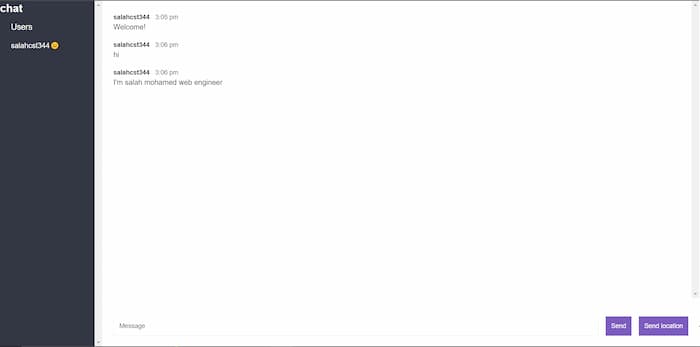 chat
Users
salahcst344 😊
salahcst344 3:05 pm
Welcome!
salahcst344 3:06 pm
hi
salahcst344 3:06 pm
I'm salah mohamed web engineer
Message
Send
Send location